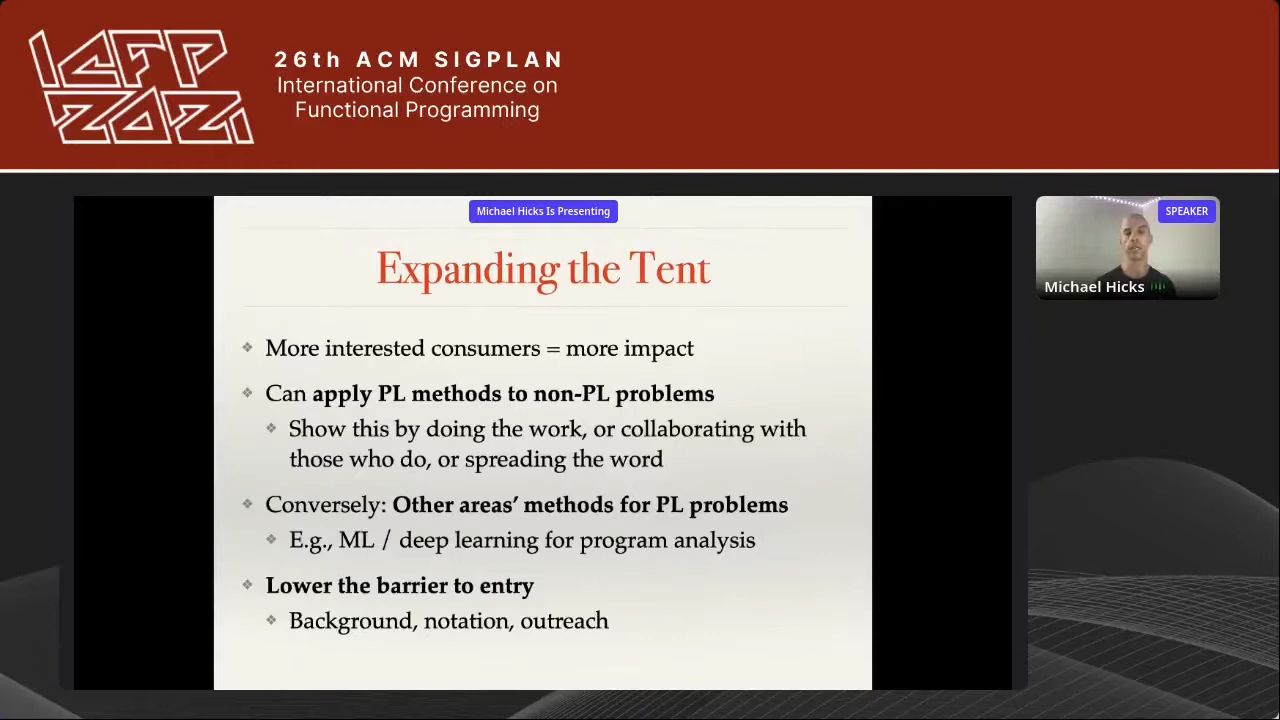 ICFP
2021
26th ACM SIGPLAN
International Conference on
Functional Programming
Michael Hicks Is Presenting
SPEAKER
Michael Hicks
Expanding the Tent
❖ More interested consumers = more impact
❖ Can apply PL methods to non-PL problems
❖ Show this by doing the work, or collaborating with
those who do, or spreading the word
❖ Conversely: Other areas’ methods for PL problems
❖ E.g., ML / deep learning for program analysis
❖ Lower the barrier to entry
❖ Background, notation, outreach